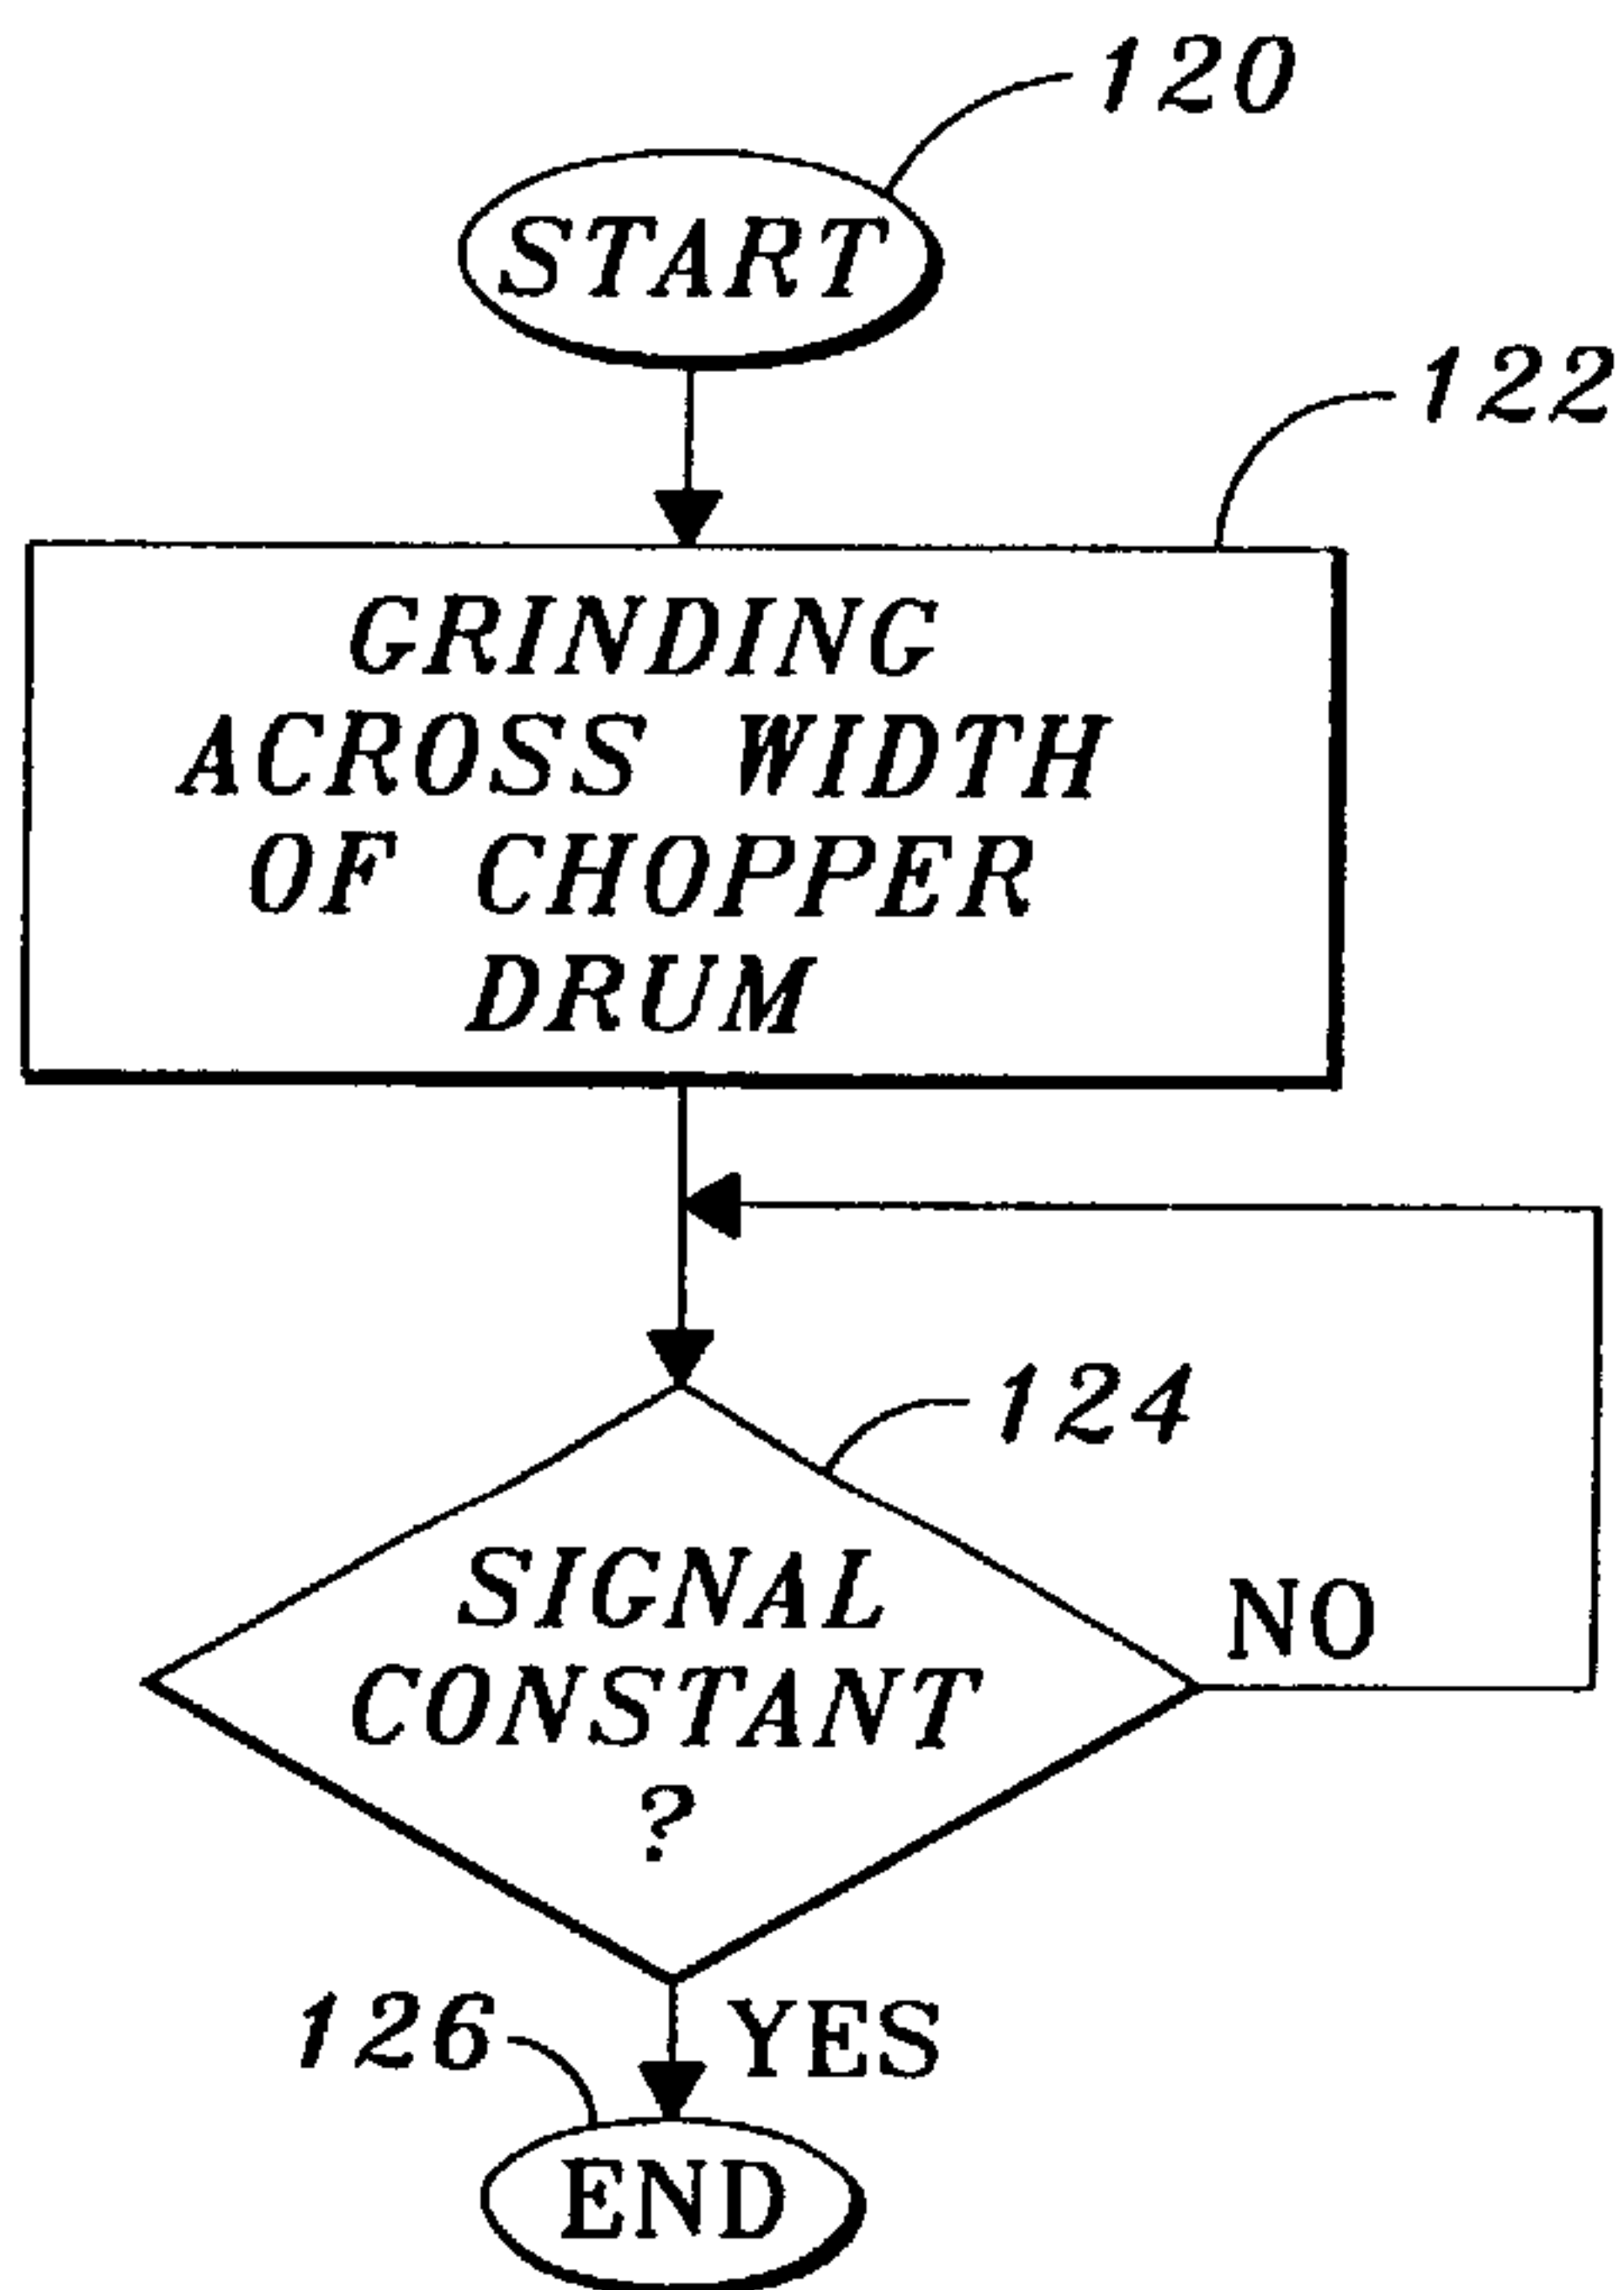 120
START
122
GRINDING
ACROSS WIDTH
OF CHOPPER
DRUM
124
SIGNAL
CONSTANT
?
NO
126
YES
END